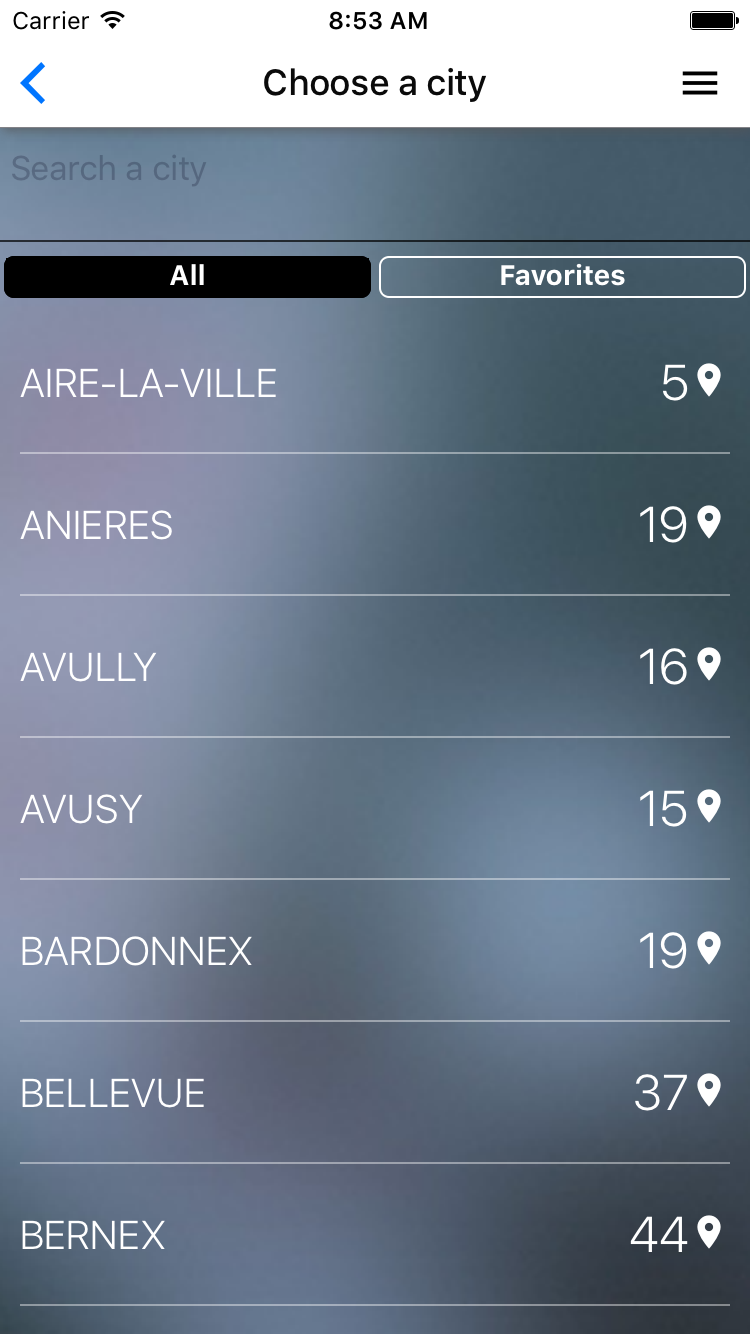 Carrier 8:53 AM
Choose a city
Search a city
All Favorites
AIRE-LA-VILLE 5
ANIERES 19
AVULLY 16
AVUSY 15
BARDONNEX 19
BELLEVUE 37
BERNEX 44